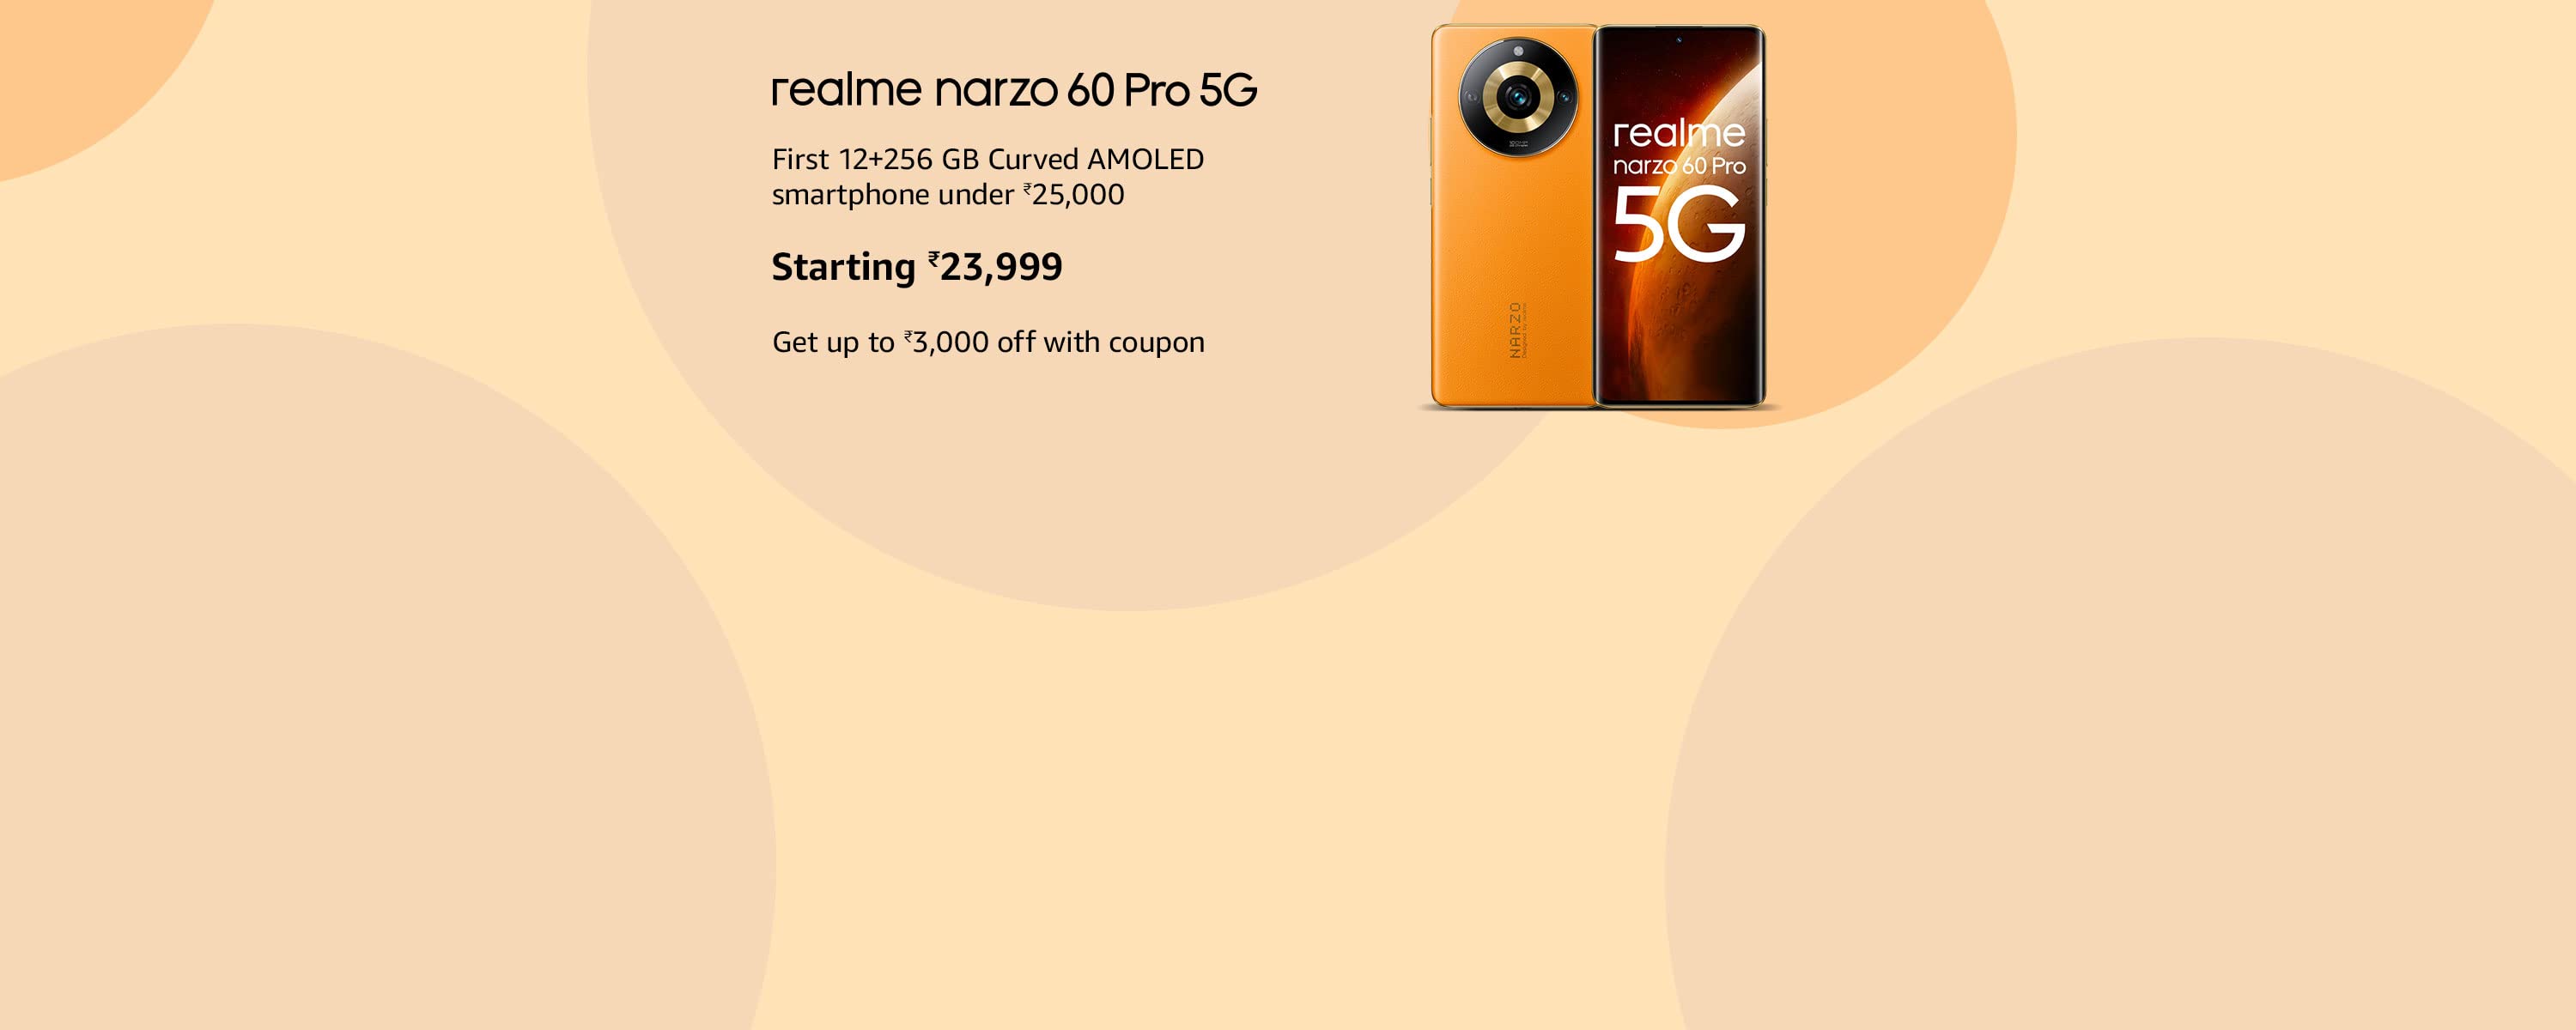 realme narzo 60 Pro 5G
First 12+256 GB Curved AMOLED
smartphone under ₹25,000
Starting ₹23,999
Get up to ₹3,000 off with coupon
realme
narzo 60 Pro
5G
NARZO